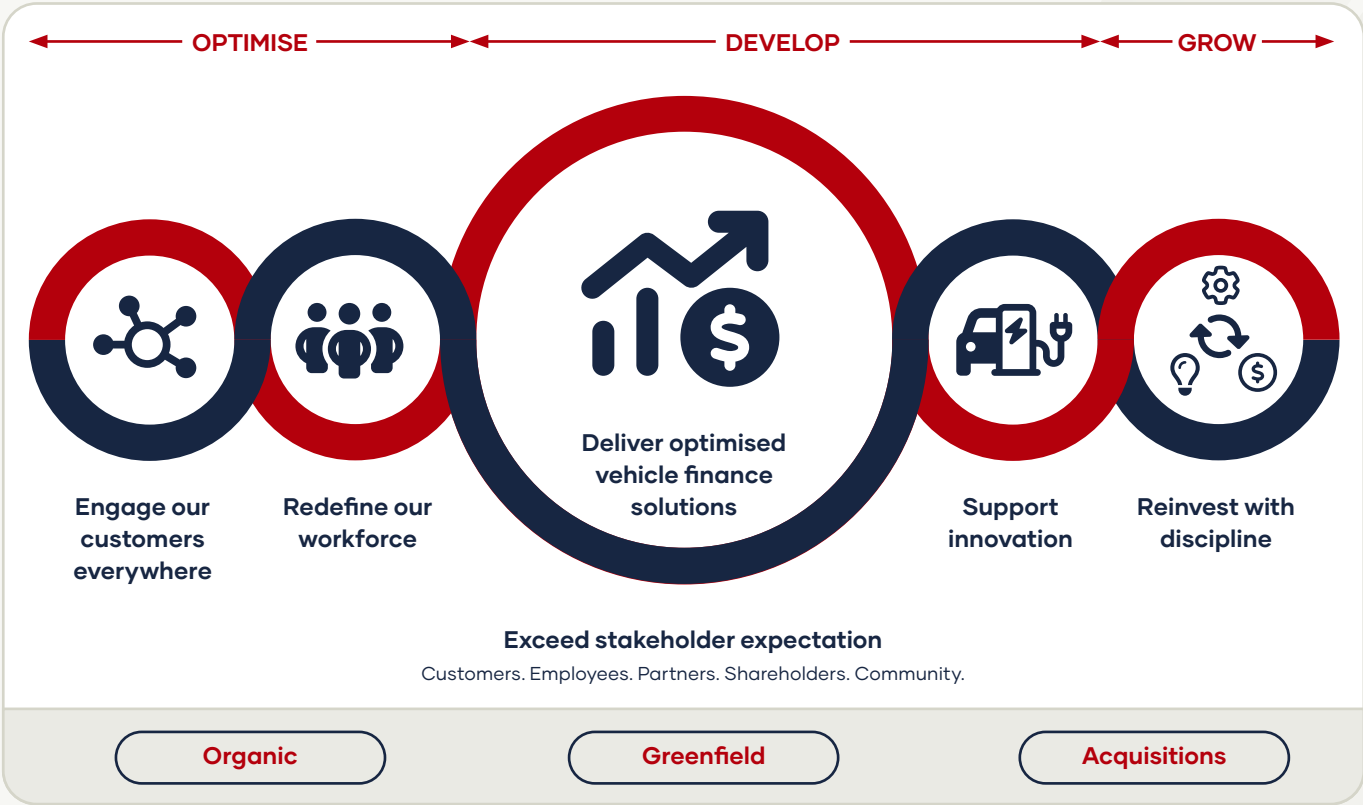 OPTIMISE
DEVELOP
GROW
$
$
Deliver optimised
vehicle finance
solutions
Engage our
customers
everywhere
Redefine our
workforce
Support
innovation
Reinvest with
discipline
Exceed stakeholder expectation
Customers. Employees. Partners. Shareholders. Community.
Organic
Greenfield
Acquisitions